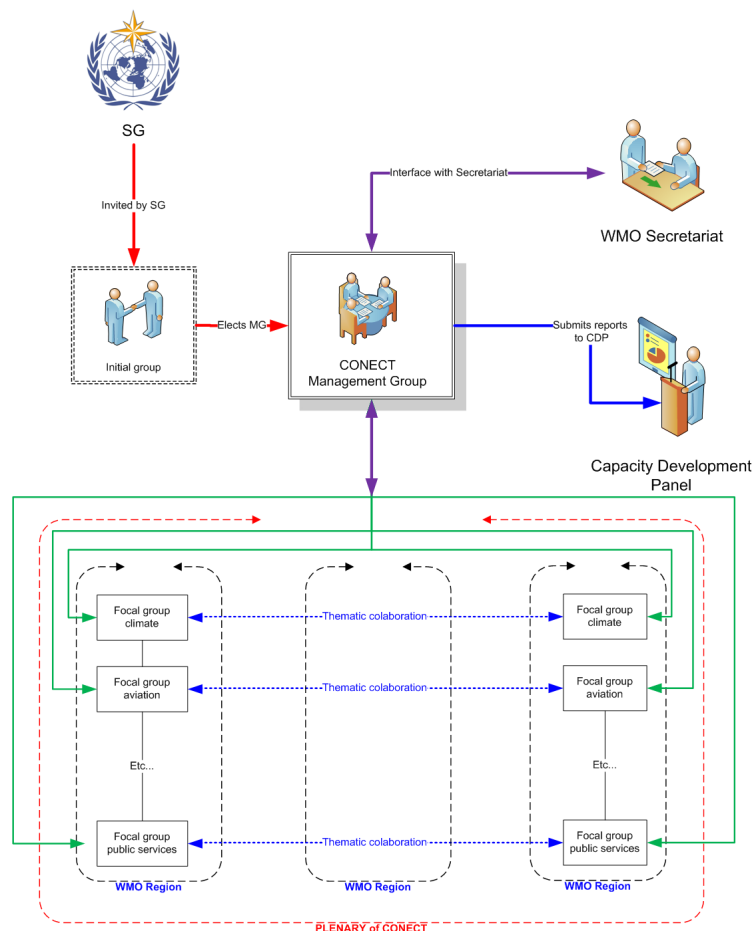 SG
Invited by SG
Interface with Secretariat
WMO Secretariat
Initial group
Elects MG
CONECT
Management Group
Submits reports
to CDP
Capacity Development
Panel
Focal group
climate
Thematic colaboration
Focal group
climate
Focal group
aviation
Thematic colaboration
Focal group
aviation
Etc...
Etc...
Focal group
public services
Thematic colaboration
Focal group
public services
WMO Region
WMO Region
WMO Region
PLENARY of CONECT